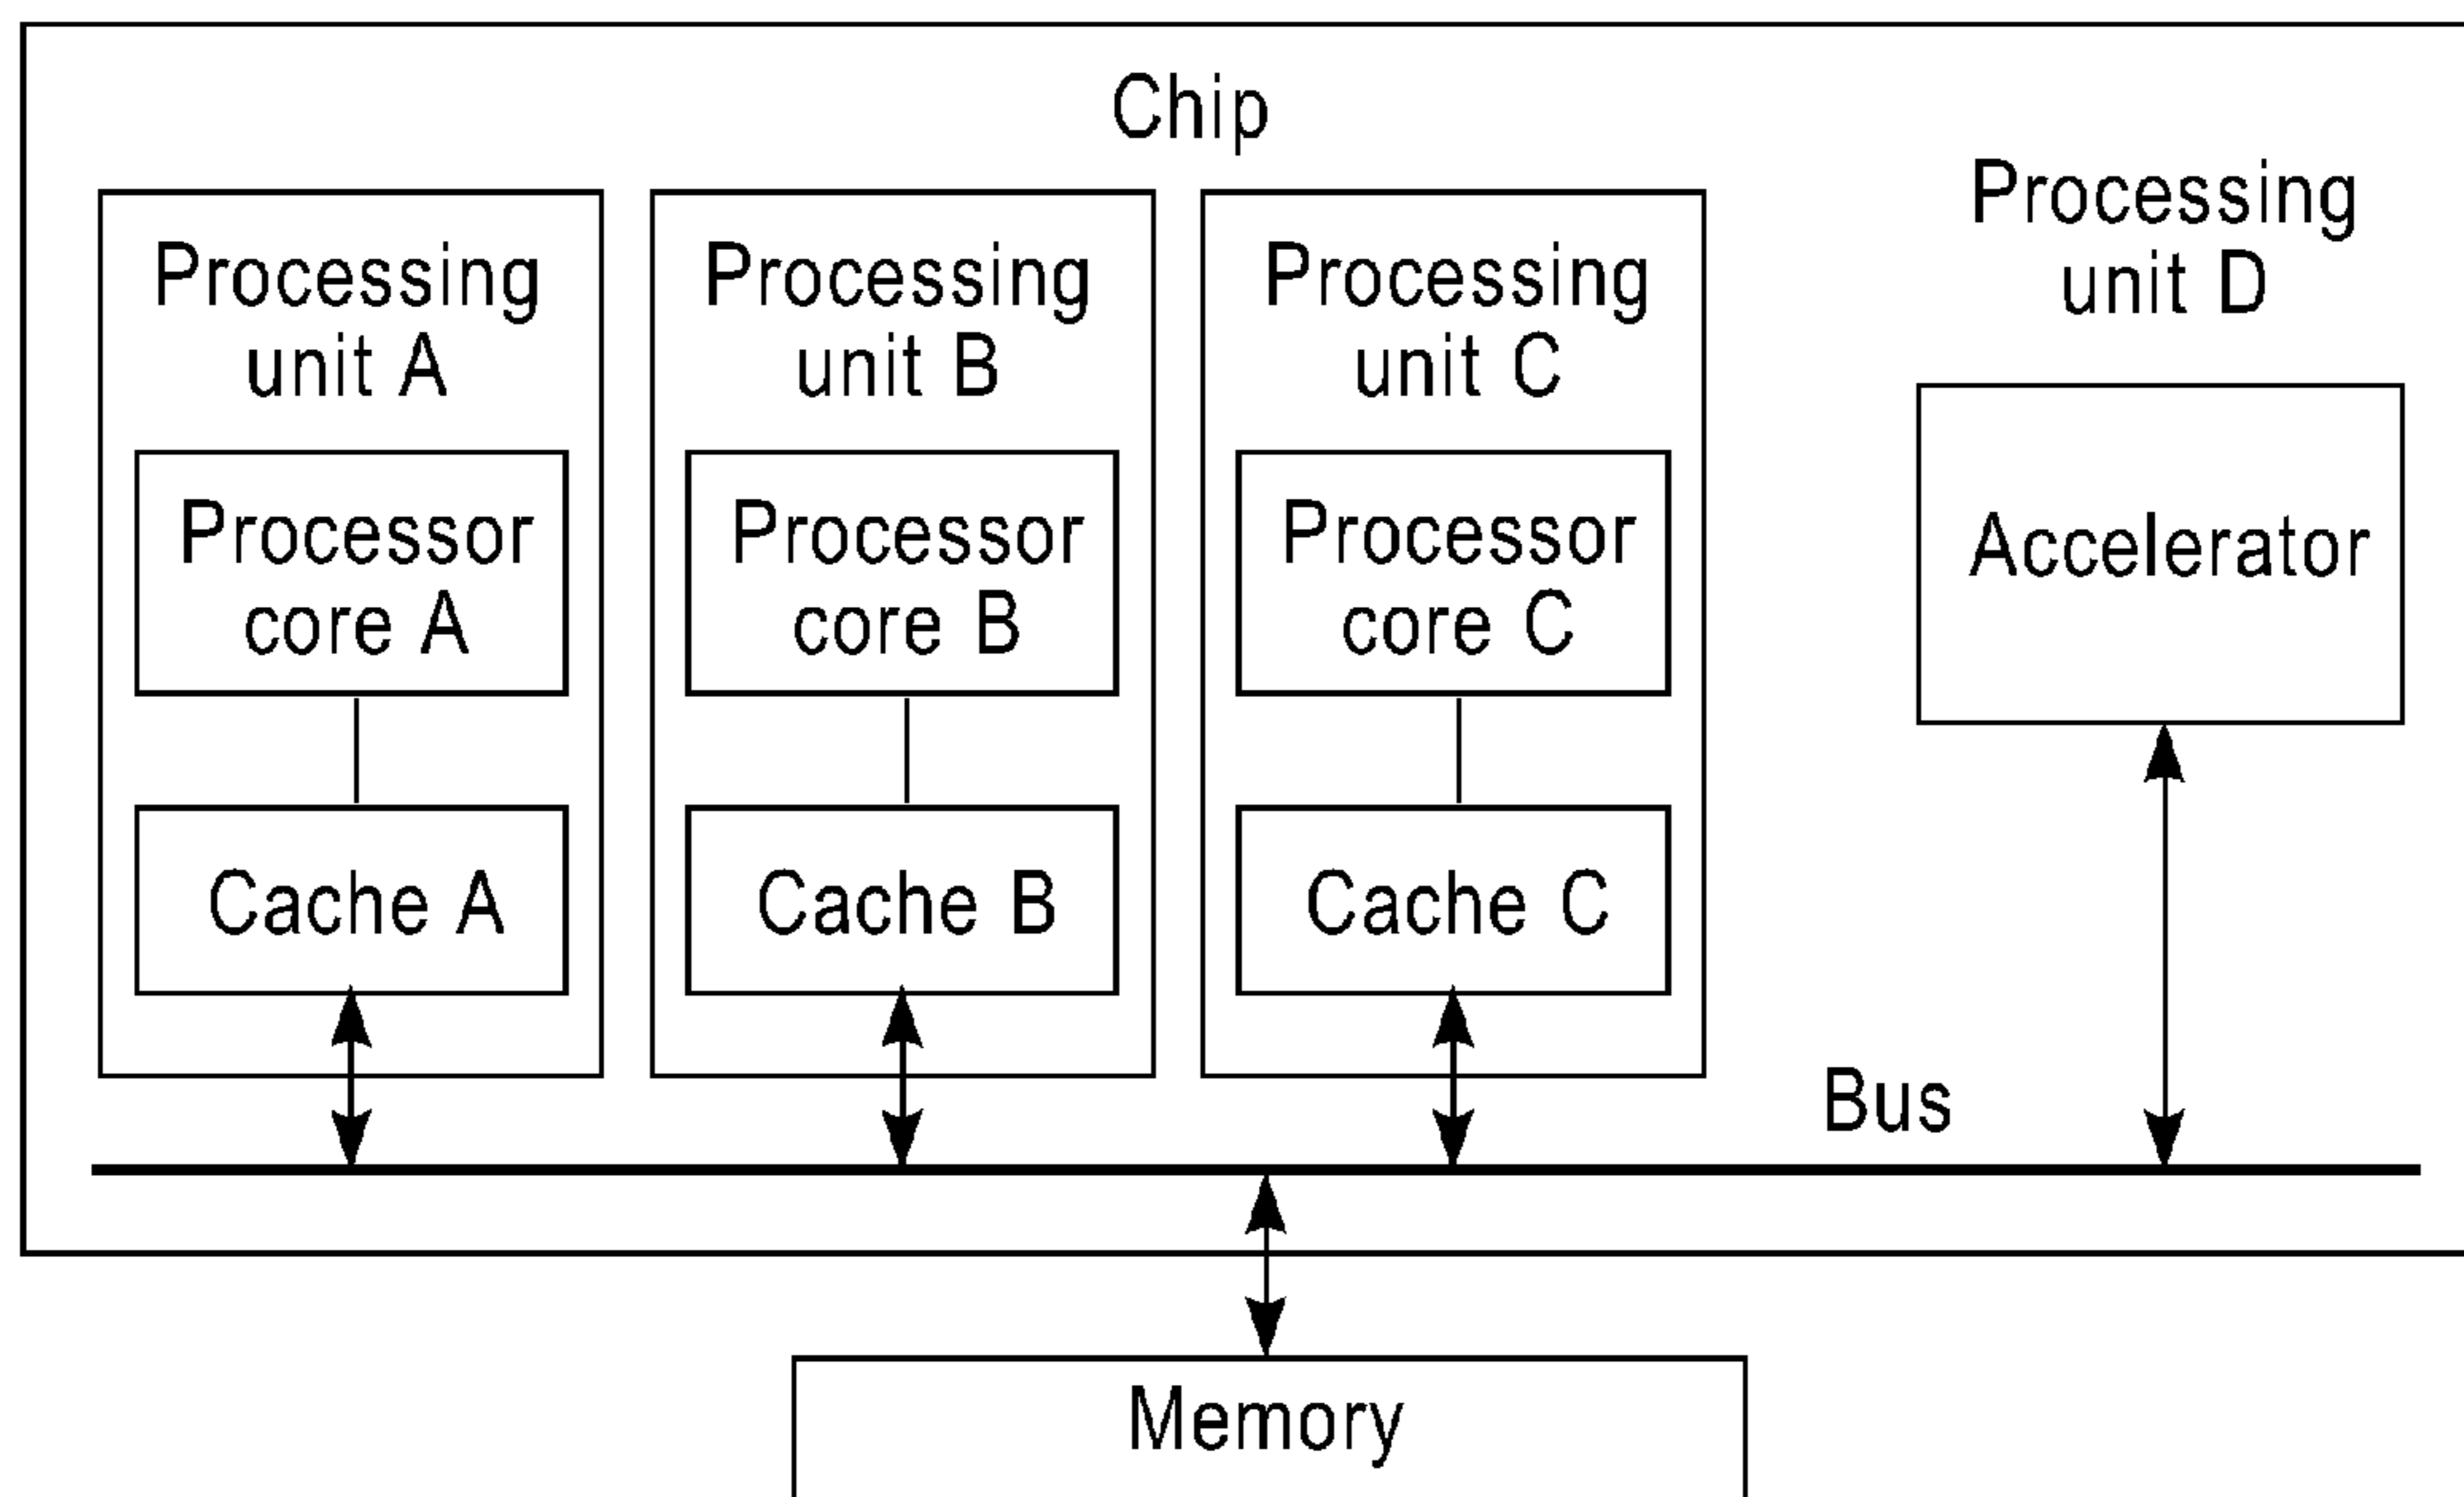 Chip
Processing
unit A
Processor
core A
Cache A
Processing
unit B
Processor
core B
Cache B
Processing
unit C
Processor
core C
Cache C
Processing
unit D
Accelerator
Bus
Memory